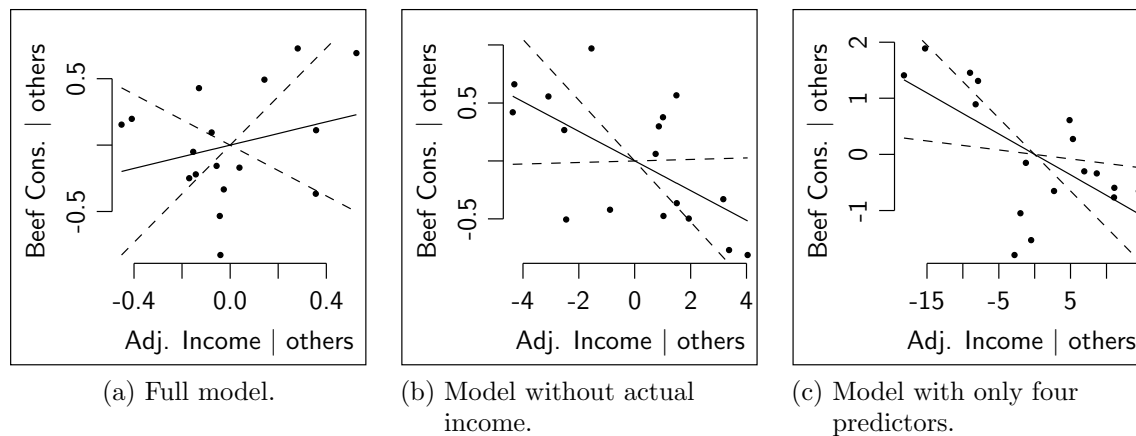 Beef Cons. | others
-0.5 0.5
-0.4 0.0 0.4
Adj. Income | others
(a) Full model.
Beef Cons. | others
-0.5 0.5
-4 -2 0 2 4
Adj. Income | others
(b) Model without actual
income.
Beef Cons. | others
-1 0 1 2
-15 -5 5
Adj. Income | others
(c) Model with only four
predictors.